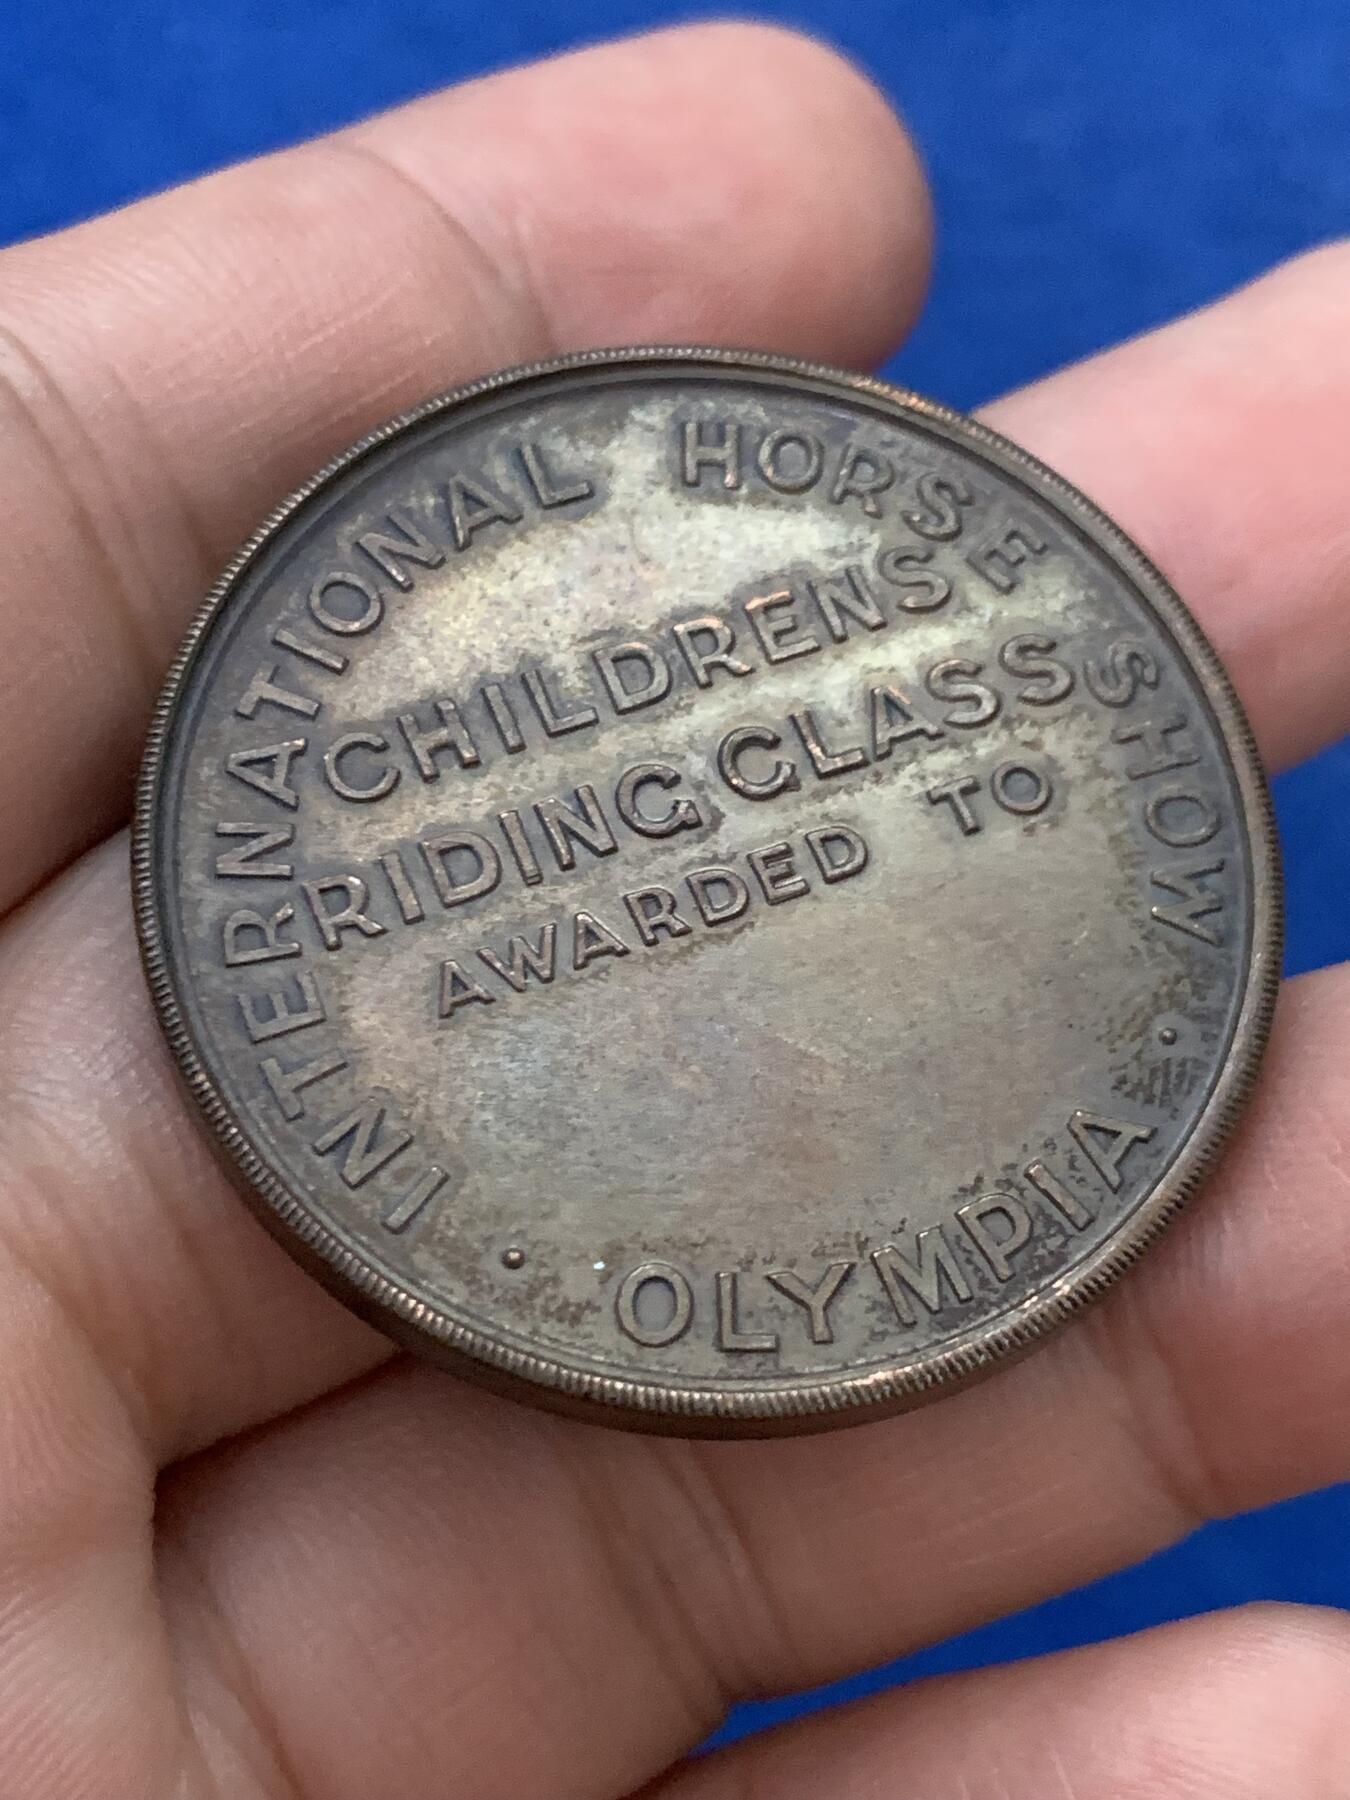 INTERNATIONAL HORSE SHOW
CHILDRENS
RIDING CLASS
AWARDED TO
· OLYMPIA ·